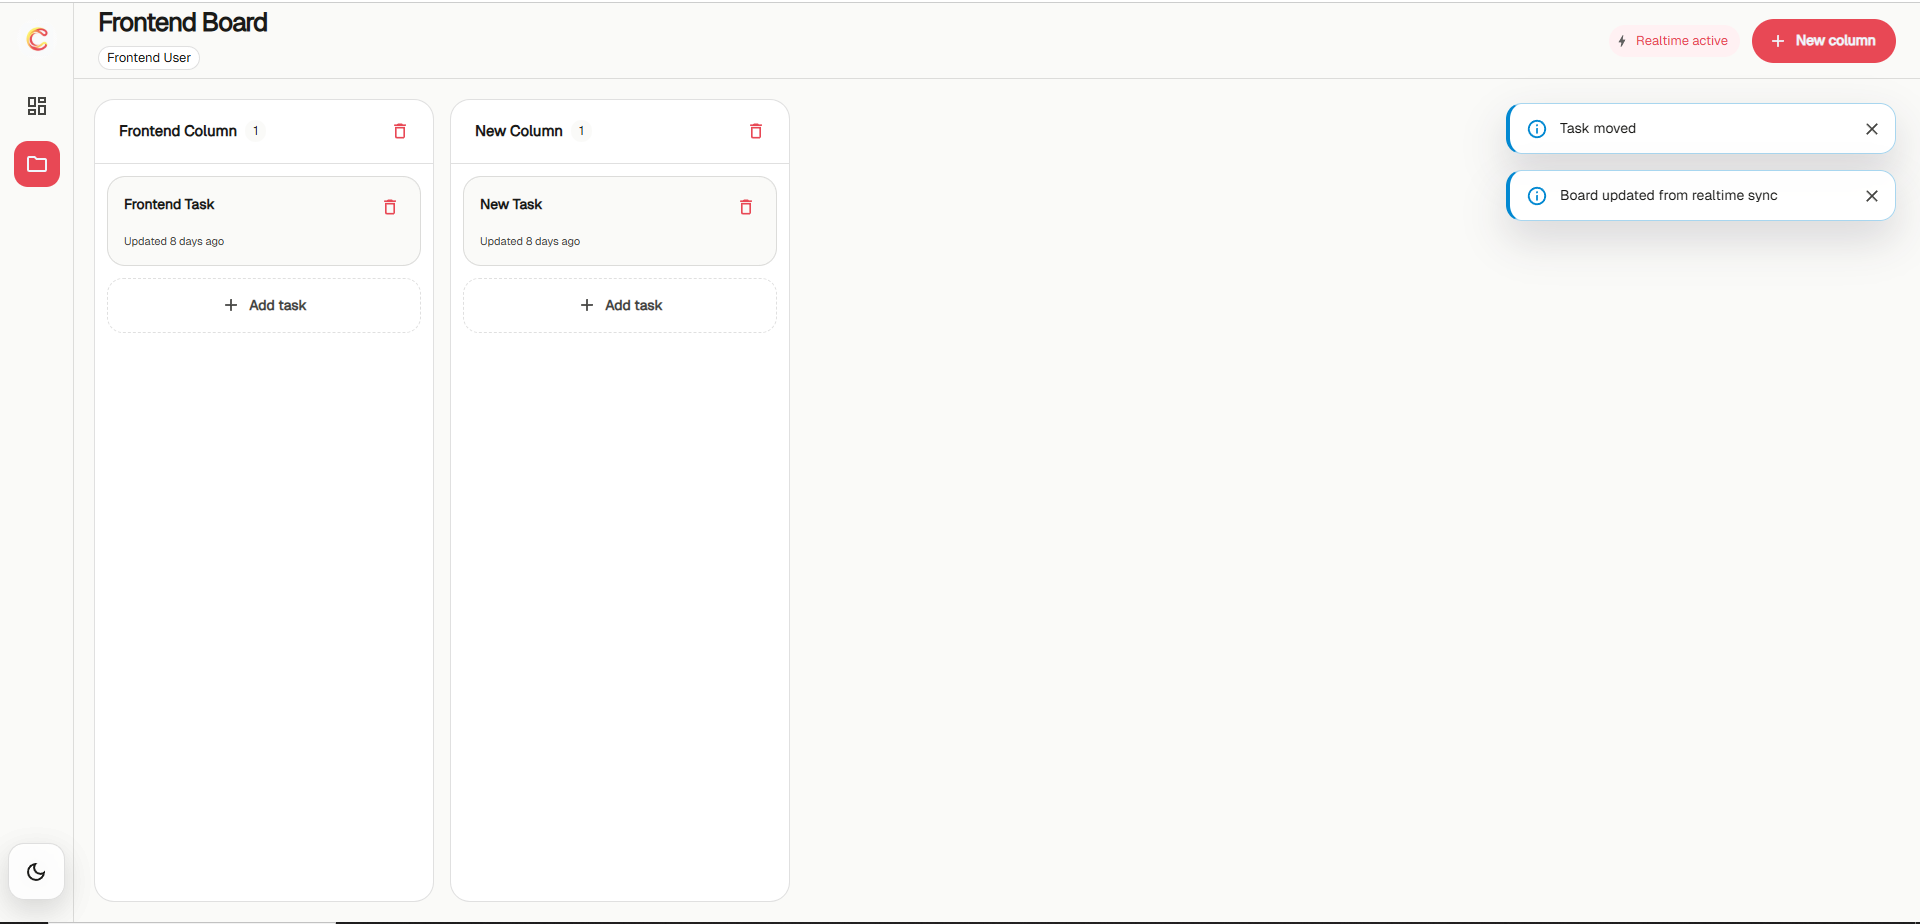 Frontend Board
Frontend User
Realtime active
New column
Frontend Column 1
Frontend Task
Updated 8 days ago
Add task
New Column 1
New Task
Updated 8 days ago
Add task
Task moved
Board updated from realtime sync